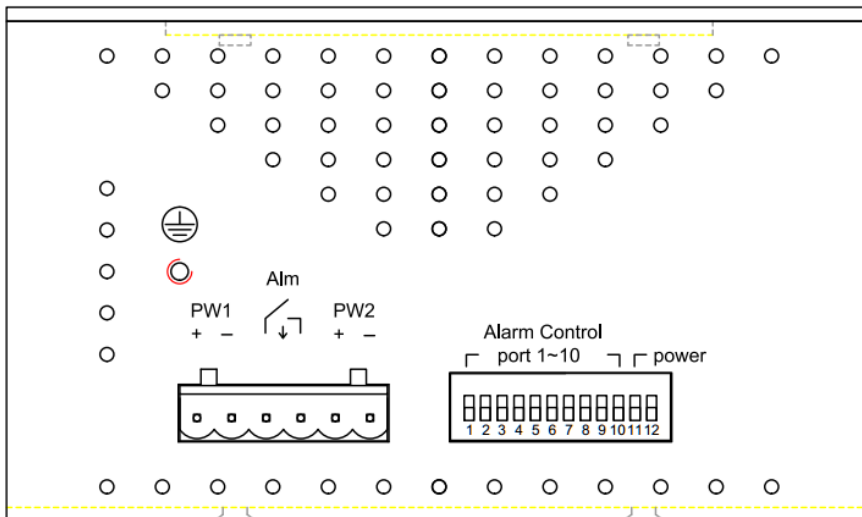 Alm
PW1 PW2
+ – + –
Alarm Control
port 1~10 power
1 2 3 4 5 6 7 8 9 10 11 12